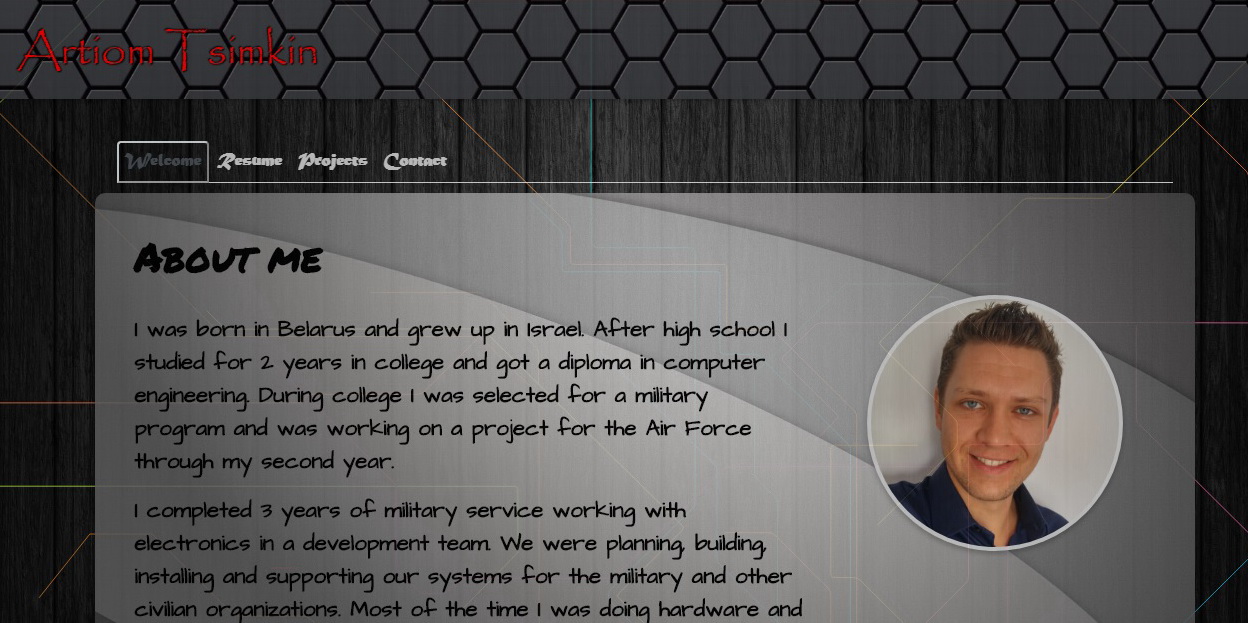 Artiom Tsimkin
Welcome Resume Projects Contact
About me
I was born in Belarus and grew up in Israel. After high school I
studied for 2 years in college and got a diploma in computer
engineering. During college I was selected for a military
program and was working on a project for the Air Force
through my second year.
I completed 3 years of military service working with
electronics in a development team. We were planning, building,
installing and supporting our systems for the military and other
civilian organizations. Most of the time I was doing hardware and